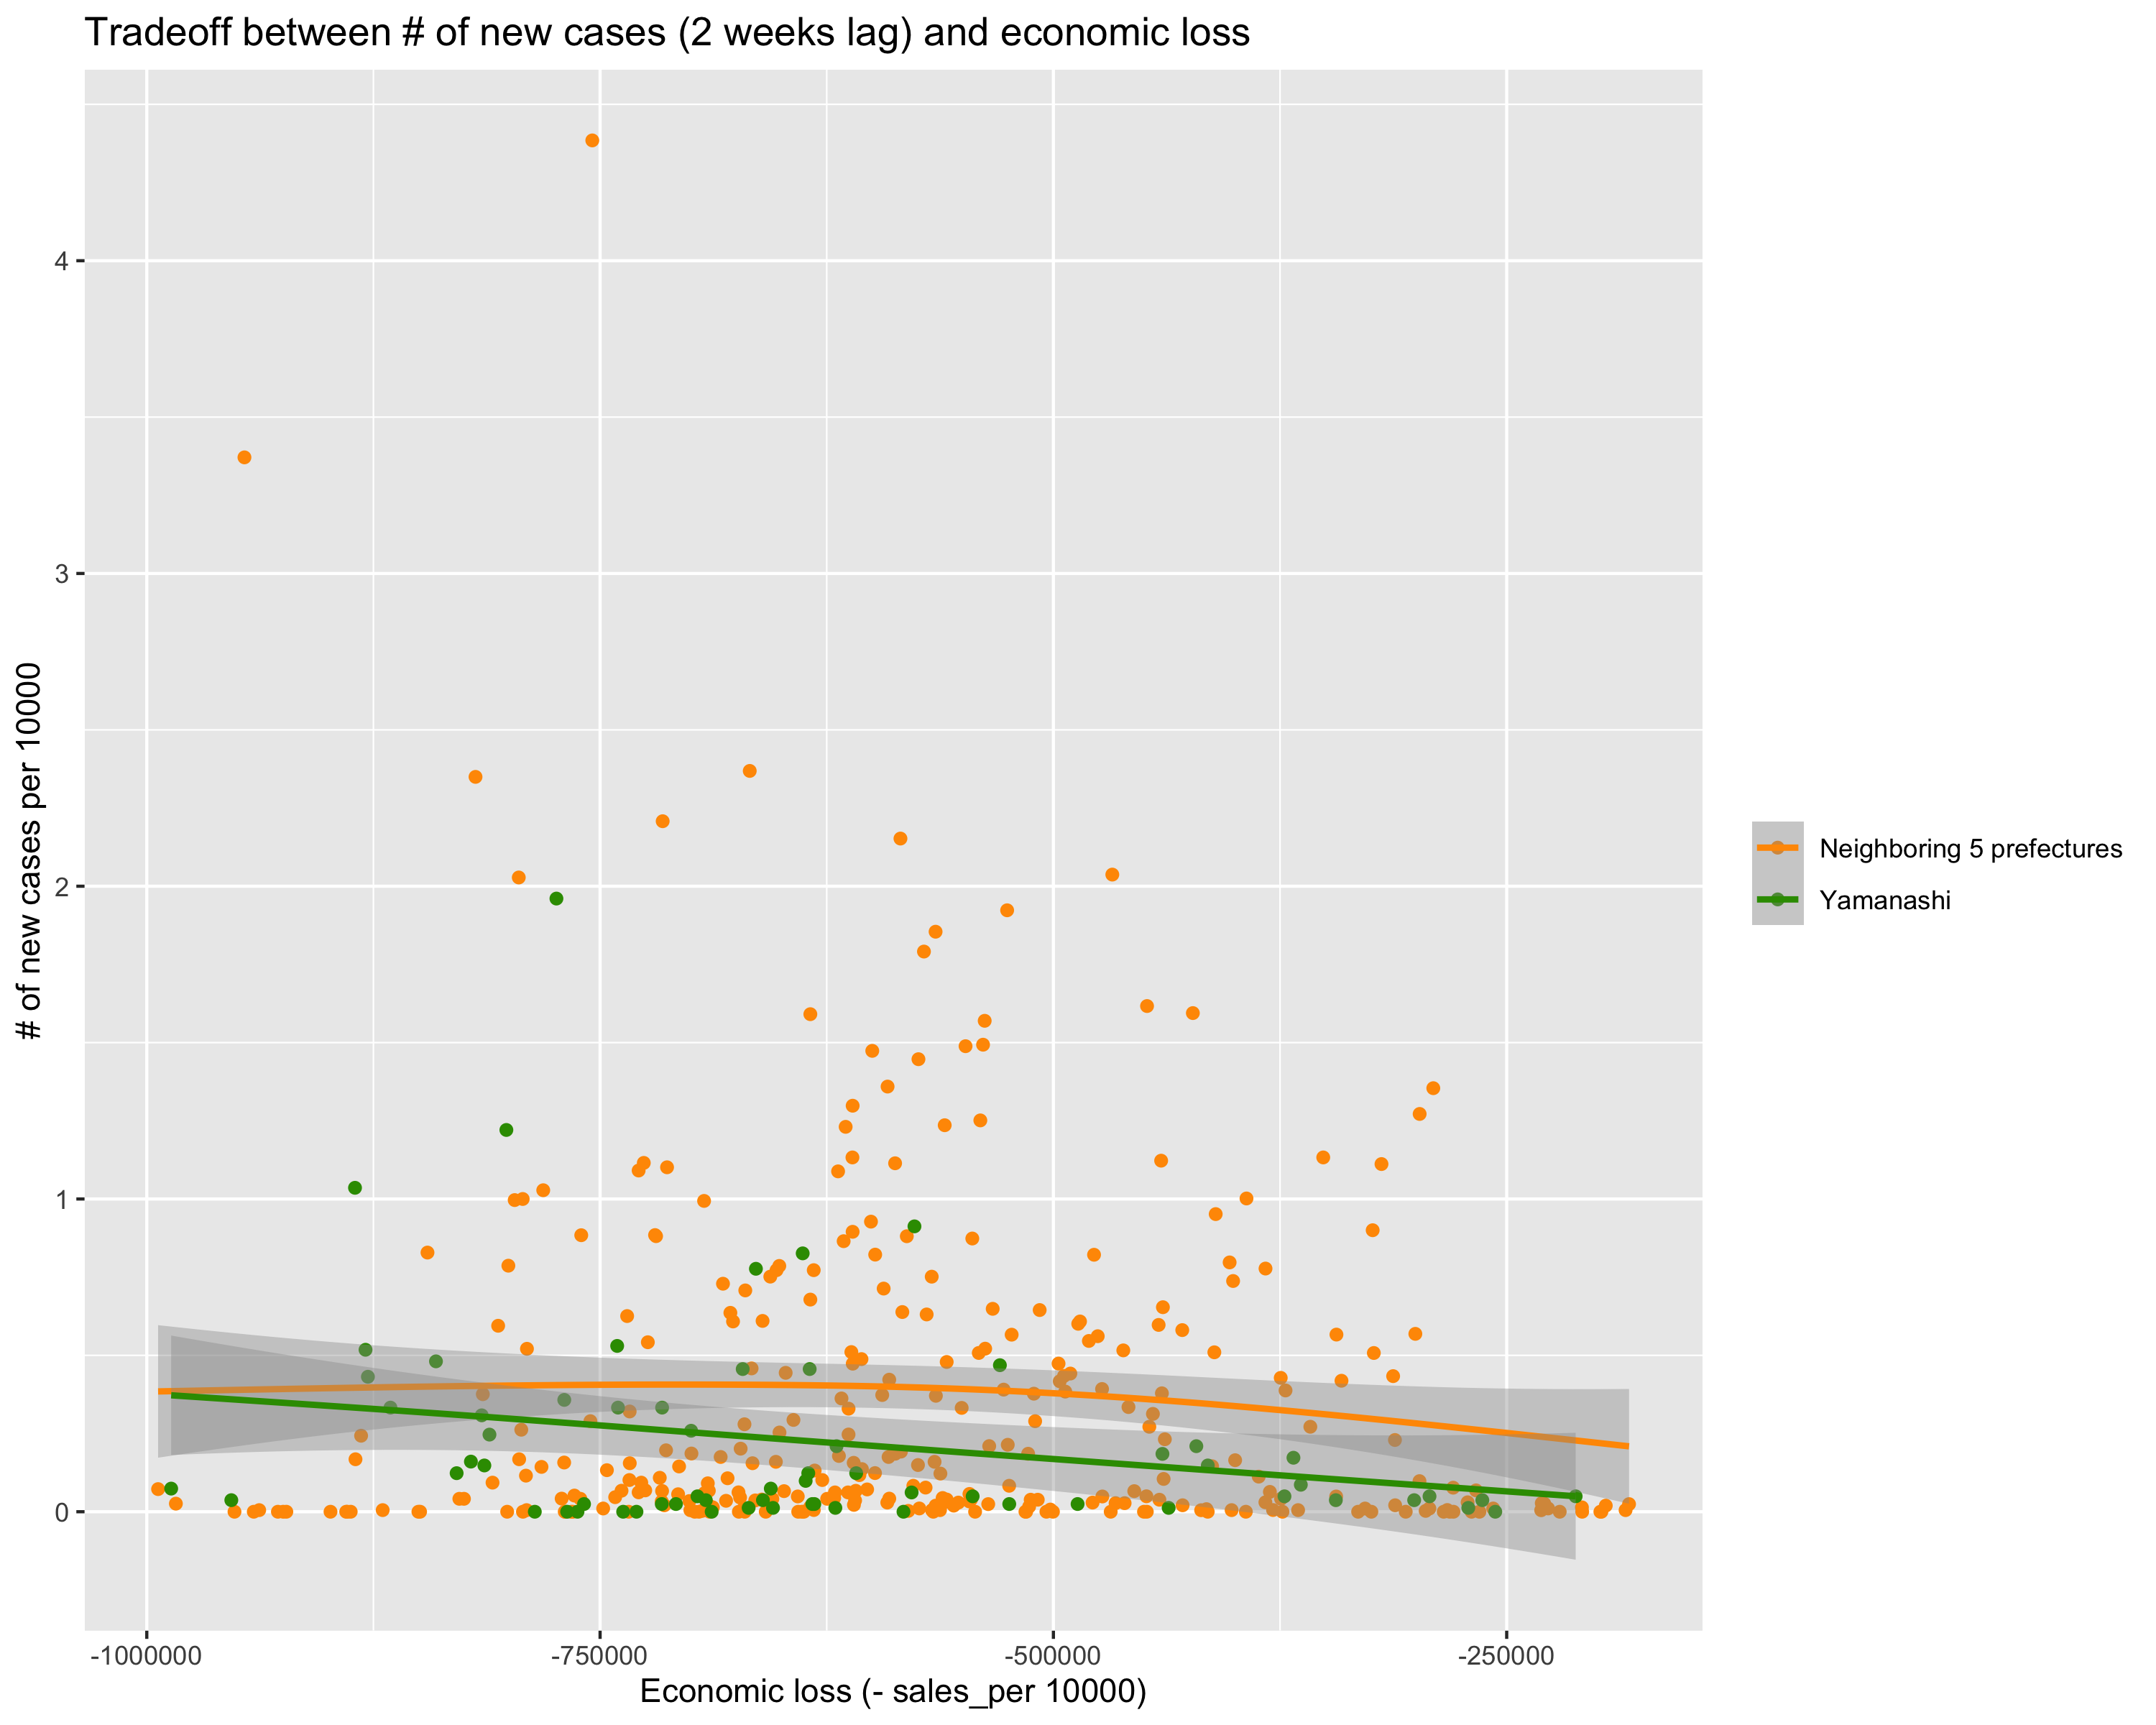 Tradeoff between # of new cases (2 weeks lag) and economic loss
# of new cases per 10000
4
3
2
1
0
-1000000
-750000
-500000
-250000
Economic loss (- sales_per 10000)
Neighboring 5 prefectures
Yamanashi